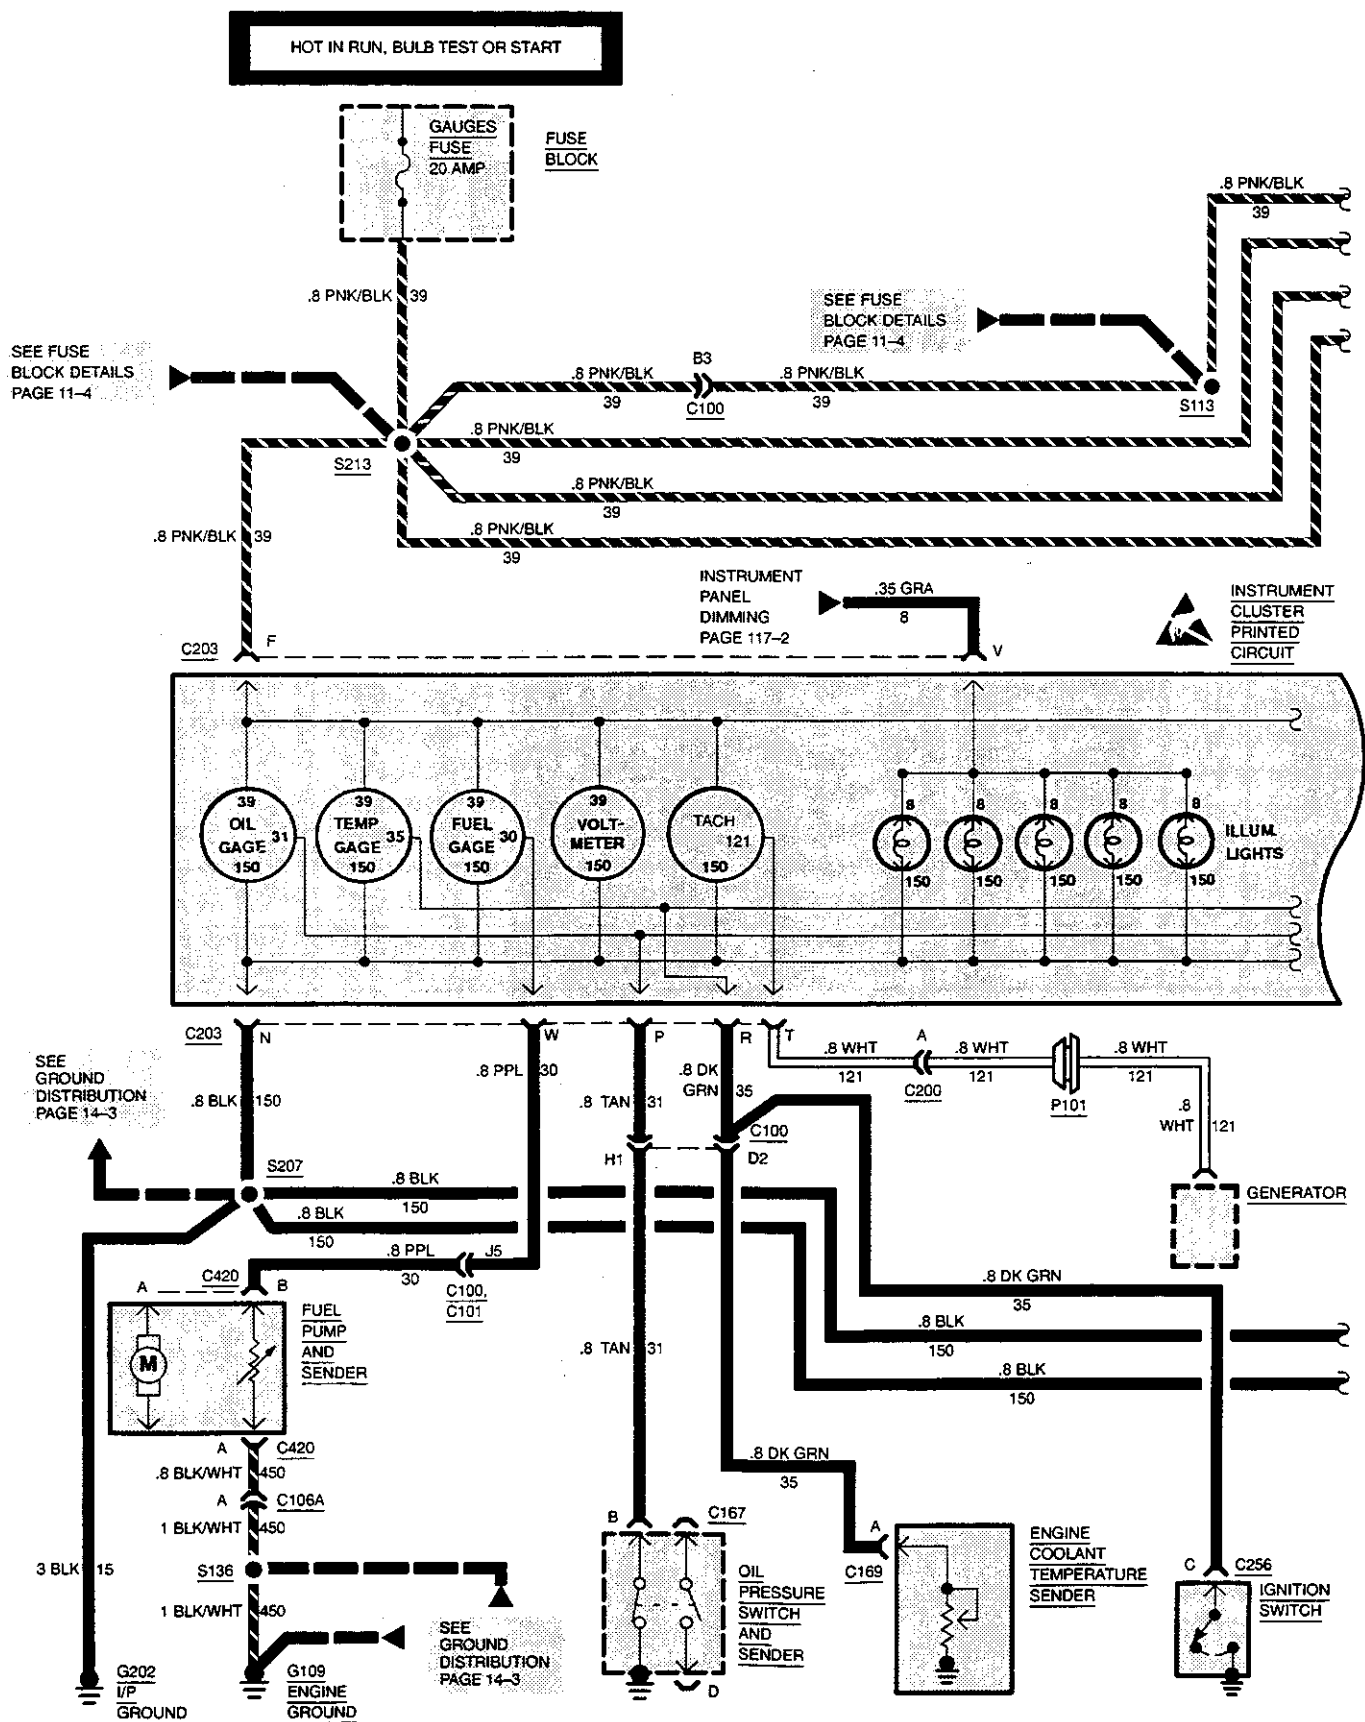 HOT IN RUN, BULB TEST OR START
GAUGES
FUSE
20 AMP
FUSE
BLOCK
.8 PNK/BLK
39
.8 PNK/BLK 39
SEE FUSE
BLOCK DETAILS
PAGE 11-4
SEE FUSE
BLOCK DETAILS
PAGE 11-4
B3
.8 PNK/BLK
39
C100
.8 PNK/BLK
39
S113
.8 PNK/BLK
39
S213
.8 PNK/BLK
39
.8 PNK/BLK 39
.8 PNK/BLK
39
INSTRUMENT
PANEL
DIMMING
PAGE 117-2
.35 GRA
8
INSTRUMENT
CLUSTER
PRINTED
CIRCUIT
C203
F
V
39
OIL
GAGE
31
150
39
TEMP
GAGE
35
150
39
FUEL
GAGE
30
150
39
VOLT-
METER
150
TACH
121
150
8
8
8
8
8
ILLUM.
LIGHTS
150
150
150
150
150
C203
N
W
P
R
T
A
SEE
GROUND
DISTRIBUTION
PAGE 14-3
.8 BLK 150
.8 PPL 30
.8 TAN 31
.8 DK
GRN 35
.8 WHT
121
C200
.8 WHT
121
P101
.8 WHT
121
.8
WHT 121
C100
H1
D2
S207
.8 BLK
150
.8 BLK
150
GENERATOR
.8 PPL
30
J5
C100,
C101
A
C420
B
FUEL
PUMP
AND
SENDER
M
.8 DK GRN
35
.8 BLK
150
.8 BLK
150
.8 TAN 31
A
C420
.8 BLK/WHT 450
A
C106A
1 BLK/WHT 450
.8 DK GRN
35
B
C167
A
C169
ENGINE
COOLANT
TEMPERATURE
SENDER
C
C256
IGNITION
SWITCH
OIL
PRESSURE
SWITCH
AND
SENDER
D
3 BLK 15
S136
1 BLK/WHT 450
SEE
GROUND
DISTRIBUTION
PAGE 14-3
G202
I/P
GROUND
G109
ENGINE
GROUND